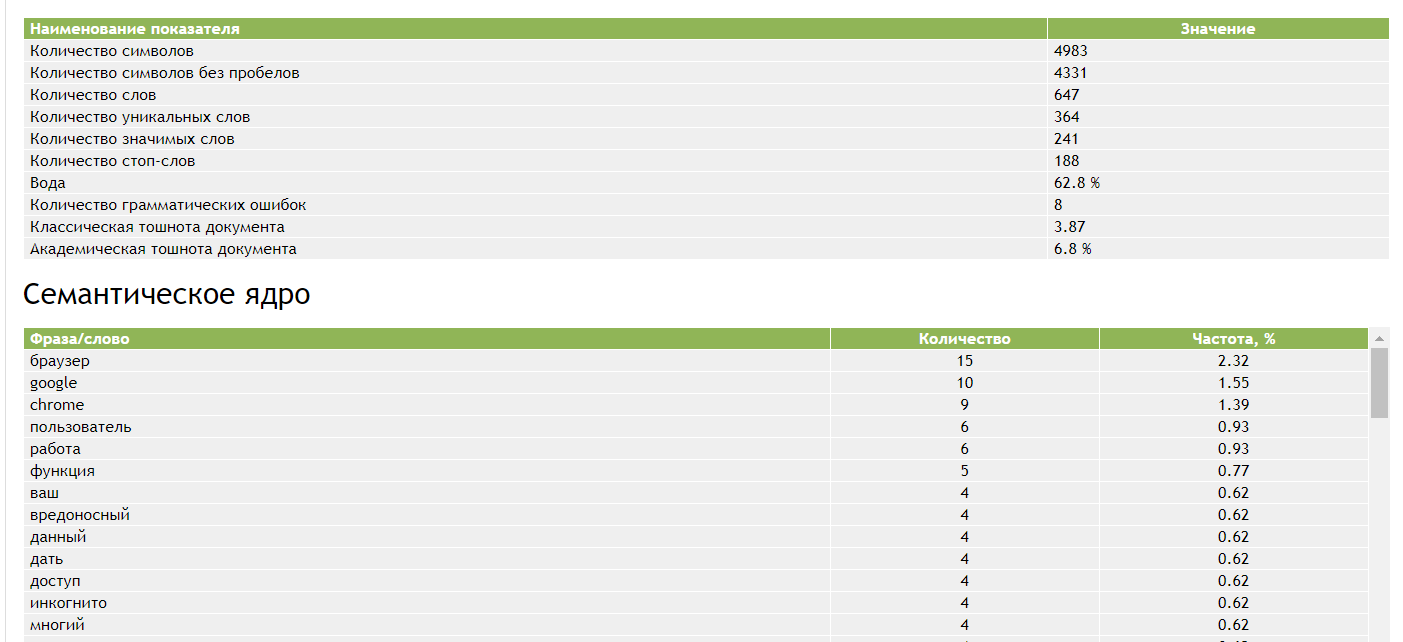 Наименование показателя Значение
Количество символов 4983
Количество символов без пробелов 4331
Количество слов 647
Количество уникальных слов 364
Количество значимых слов 241
Количество стоп-слов 188
Вода 62.8 %
Количество грамматических ошибок 8
Классическая тошнота документа 3.87
Академическая тошнота документа 6.8 %
Семантическое ядро
Фраза/слово Количество Частота, %
браузер 15 2.32
google 10 1.55
chrome 9 1.39
пользователь 6 0.93
работа 6 0.93
функция 5 0.77
ваш 4 0.62
вредоносный 4 0.62
данный 4 0.62
дать 4 0.62
доступ 4 0.62
инкогнито 4 0.62
многий 4 0.62